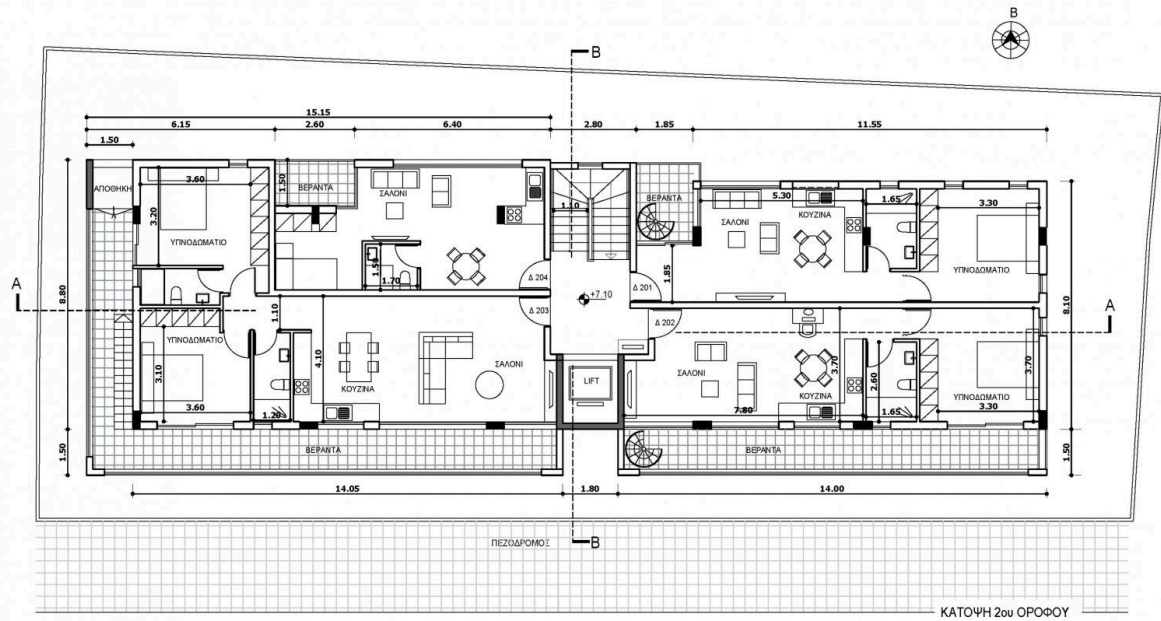 Β
Β
15.15
6.15
2.60
6.40
2.80
1.85
11.55
1.50
ΑΠΟΘΗΚΗ
3.60
3.20
ΥΠΝΟΔΩΜΑΤΙΟ
1.50
ΒΕΡΑΝΤΑ
ΣΑΛΟΝΙ
1.10
ΒΕΡΑΝΤΑ
5.30
ΣΑΛΟΝΙ
ΚΟΥΖΙΝΑ
1.65
3.30
ΥΠΝΟΔΩΜΑΤΙΟ
1.50
1.70
Δ 204
Δ 201
1.85
Α
8.80
+7.10
8.10
Α
1.10
Δ 203
Δ 202
ΥΠΝΟΔΩΜΑΤΙΟ
3.10
3.60
1.20
4.10
ΚΟΥΖΙΝΑ
ΣΑΛΟΝΙ
LIFT
ΣΑΛΟΝΙ
7.80
ΚΟΥΖΙΝΑ
3.70
2.60
1.65
ΥΠΝΟΔΩΜΑΤΙΟ
3.30
3.70
1.50
ΒΕΡΑΝΤΑ
ΒΕΡΑΝΤΑ
1.50
14.05
1.80
14.00
ΠΕΖΟΔΡΟΜΟΣ
Β
ΚΑΤΟΨΗ 2ου ΟΡΟΦΟΥ